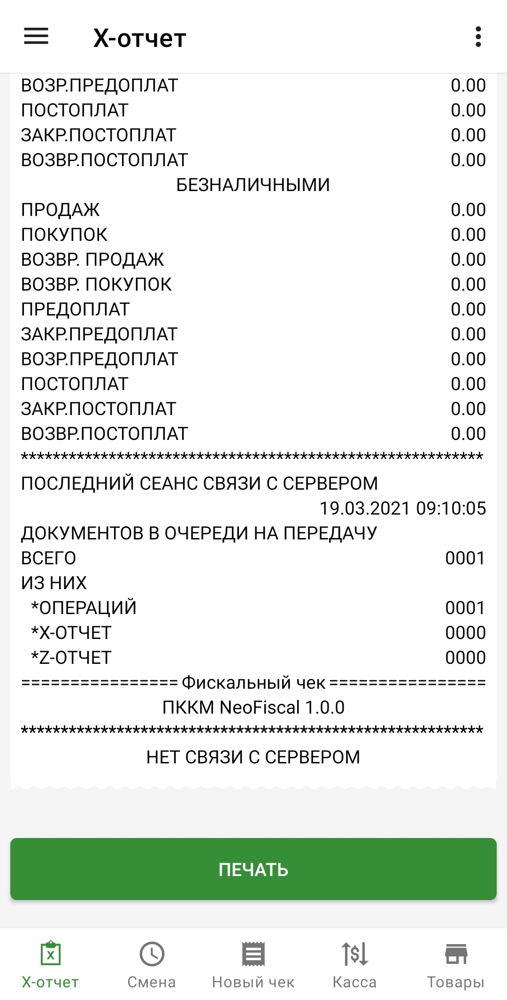 Х-отчет
ВОЗР.ПРЕДОПЛАТ 0.00
ПОСТОПЛАТ 0.00
ЗАКР.ПОСТОПЛАТ 0.00
ВОЗВР.ПОСТОПЛАТ 0.00
БЕЗНАЛИЧНЫМИ
ПРОДАЖ 0.00
ПОКУПОК 0.00
ВОЗВР. ПРОДАЖ 0.00
ВОЗВР. ПОКУПОК 0.00
ПРЕДОПЛАТ 0.00
ЗАКР.ПРЕДОПЛАТ 0.00
ВОЗР.ПРЕДОПЛАТ 0.00
ПОСТОПЛАТ 0.00
ЗАКР.ПОСТОПЛАТ 0.00
ВОЗВР.ПОСТОПЛАТ 0.00
**********************************************************
ПОСЛЕДНИЙ СЕАНС СВЯЗИ С СЕРВЕРОМ
19.03.2021 09:10:05
ДОКУМЕНТОВ В ОЧЕРЕДИ НА ПЕРЕДАЧУ
ВСЕГО 0001
ИЗ НИХ
*ОПЕРАЦИЙ 0001
*X-ОТЧЕТ 0000
*Z-ОТЧЕТ 0000
================ Фискальный чек ================
ПККМ NeoFiscal 1.0.0
**********************************************************
НЕТ СВЯЗИ С СЕРВЕРОМ
ПЕЧАТЬ
Х-отчет Смена Новый чек Касса Товары